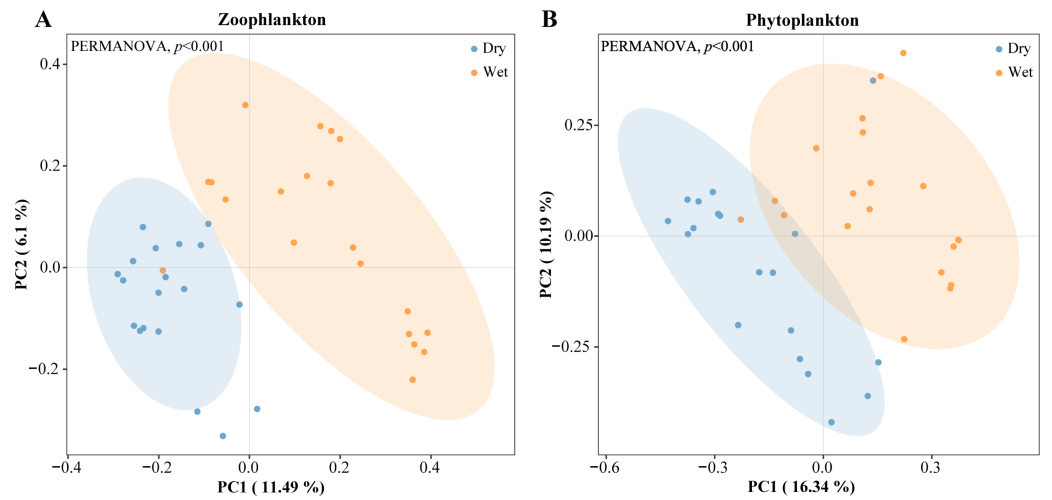 A
Zoophlankton
PERMANOVA, p<0.001
Dry
Wet
0.4
0.2
0.0
−0.2
−0.4
−0.2
0.0
0.2
0.4
PC2 ( 6.1 %)
PC1 ( 11.49 %)
B
Phytoplankton
PERMANOVA, p<0.001
Dry
Wet
0.25
0.00
−0.25
−0.6
−0.3
0.0
0.3
PC2 ( 10.19 %)
PC1 ( 16.34 %)